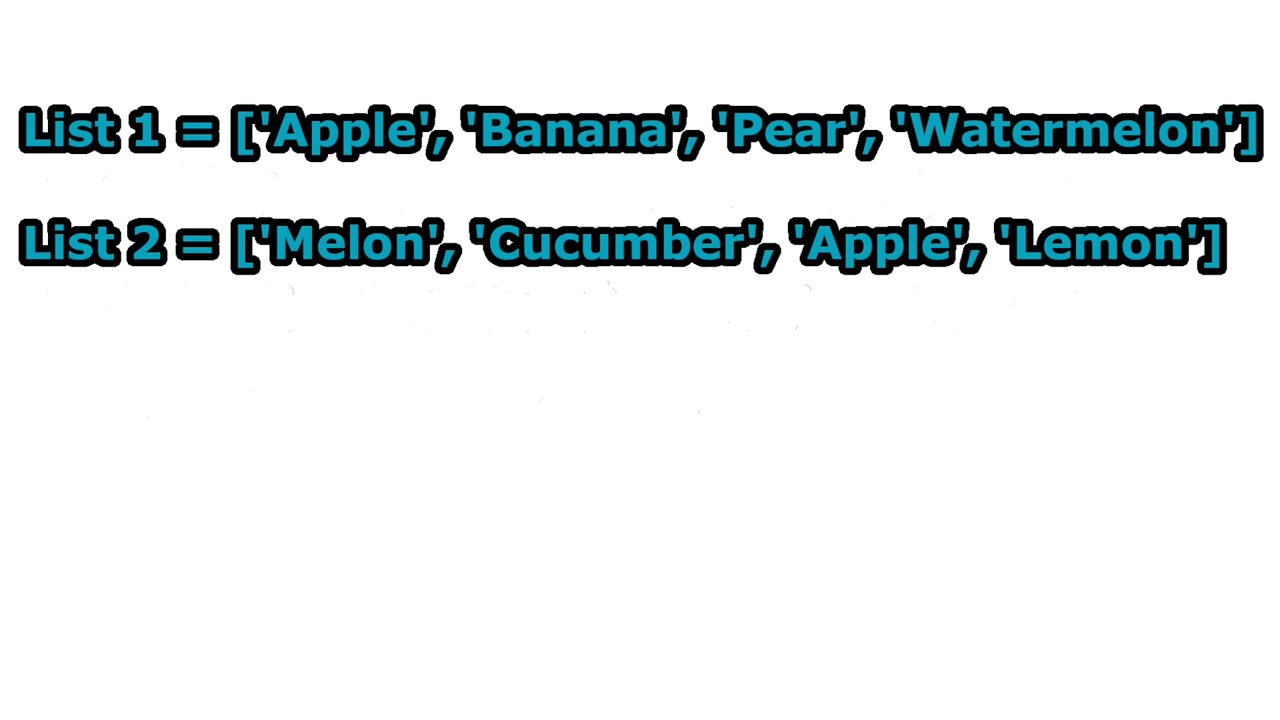 List 1 = ['Apple', 'Banana', 'Pear', 'Watermelon']
List 2 = ['Melon', 'Cucumber', 'Apple', 'Lemon']